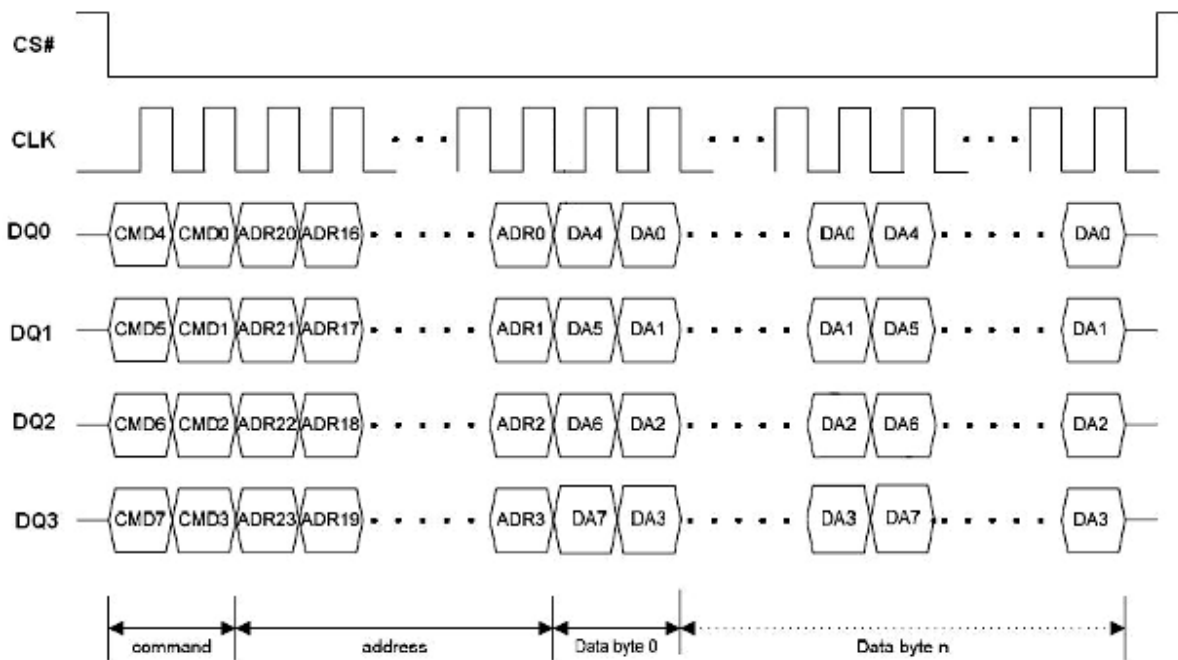 CS#
CLK
DQ0 CMD4 CMD0 ADR20 ADR16 ADR0 DA4 DA0 DA0 DA4 DA0
DQ1 CMD5 CMD1 ADR21 ADR17 ADR1 DA5 DA1 DA1 DA5 DA1
DQ2 CMD6 CMD2 ADR22 ADR18 ADR2 DA6 DA2 DA2 DA6 DA2
DQ3 CMD7 CMD3 ADR23 ADR19 ADR3 DA7 DA3 DA3 DA7 DA3
command address Data byte 0 Data byte n